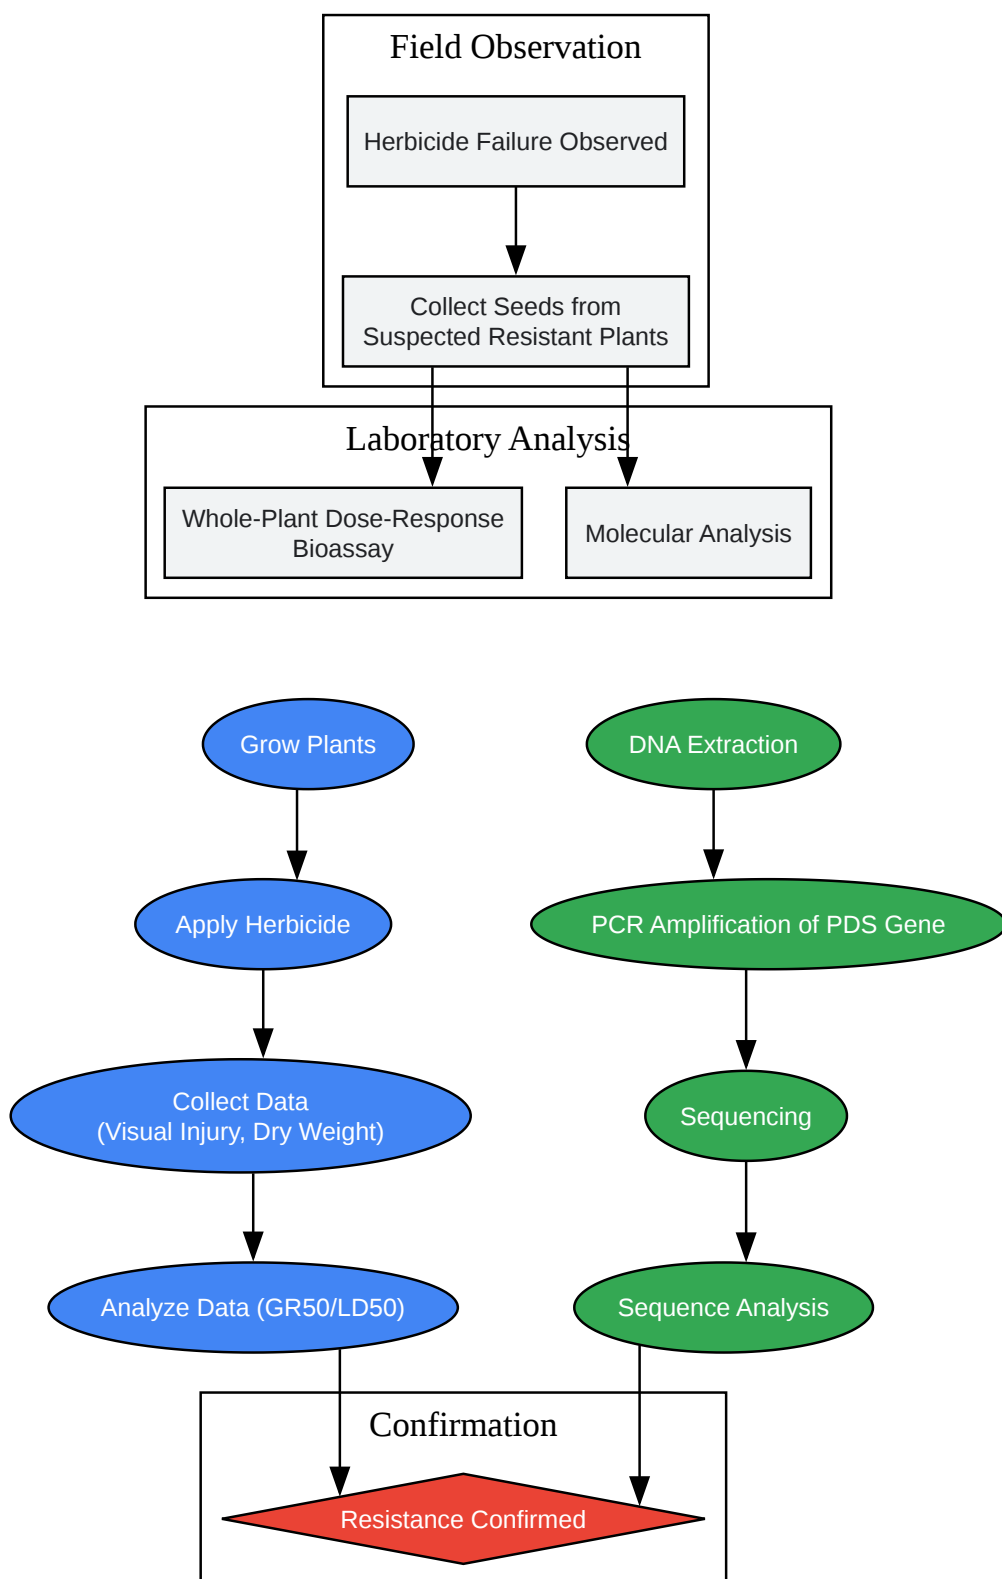 Field Observation
Herbicide Failure Observed
Collect Seeds from
Suspected Resistant Plants
Laboratory Analysis
Whole-Plant Dose-Response
Bioassay
Molecular Analysis
Grow Plants
DNA Extraction
Apply Herbicide
PCR Amplification of PDS Gene
Collect Data
(Visual Injury, Dry Weight)
Sequencing
Analyze Data (GR50/LD50)
Sequence Analysis
Confirmation
Resistance Confirmed